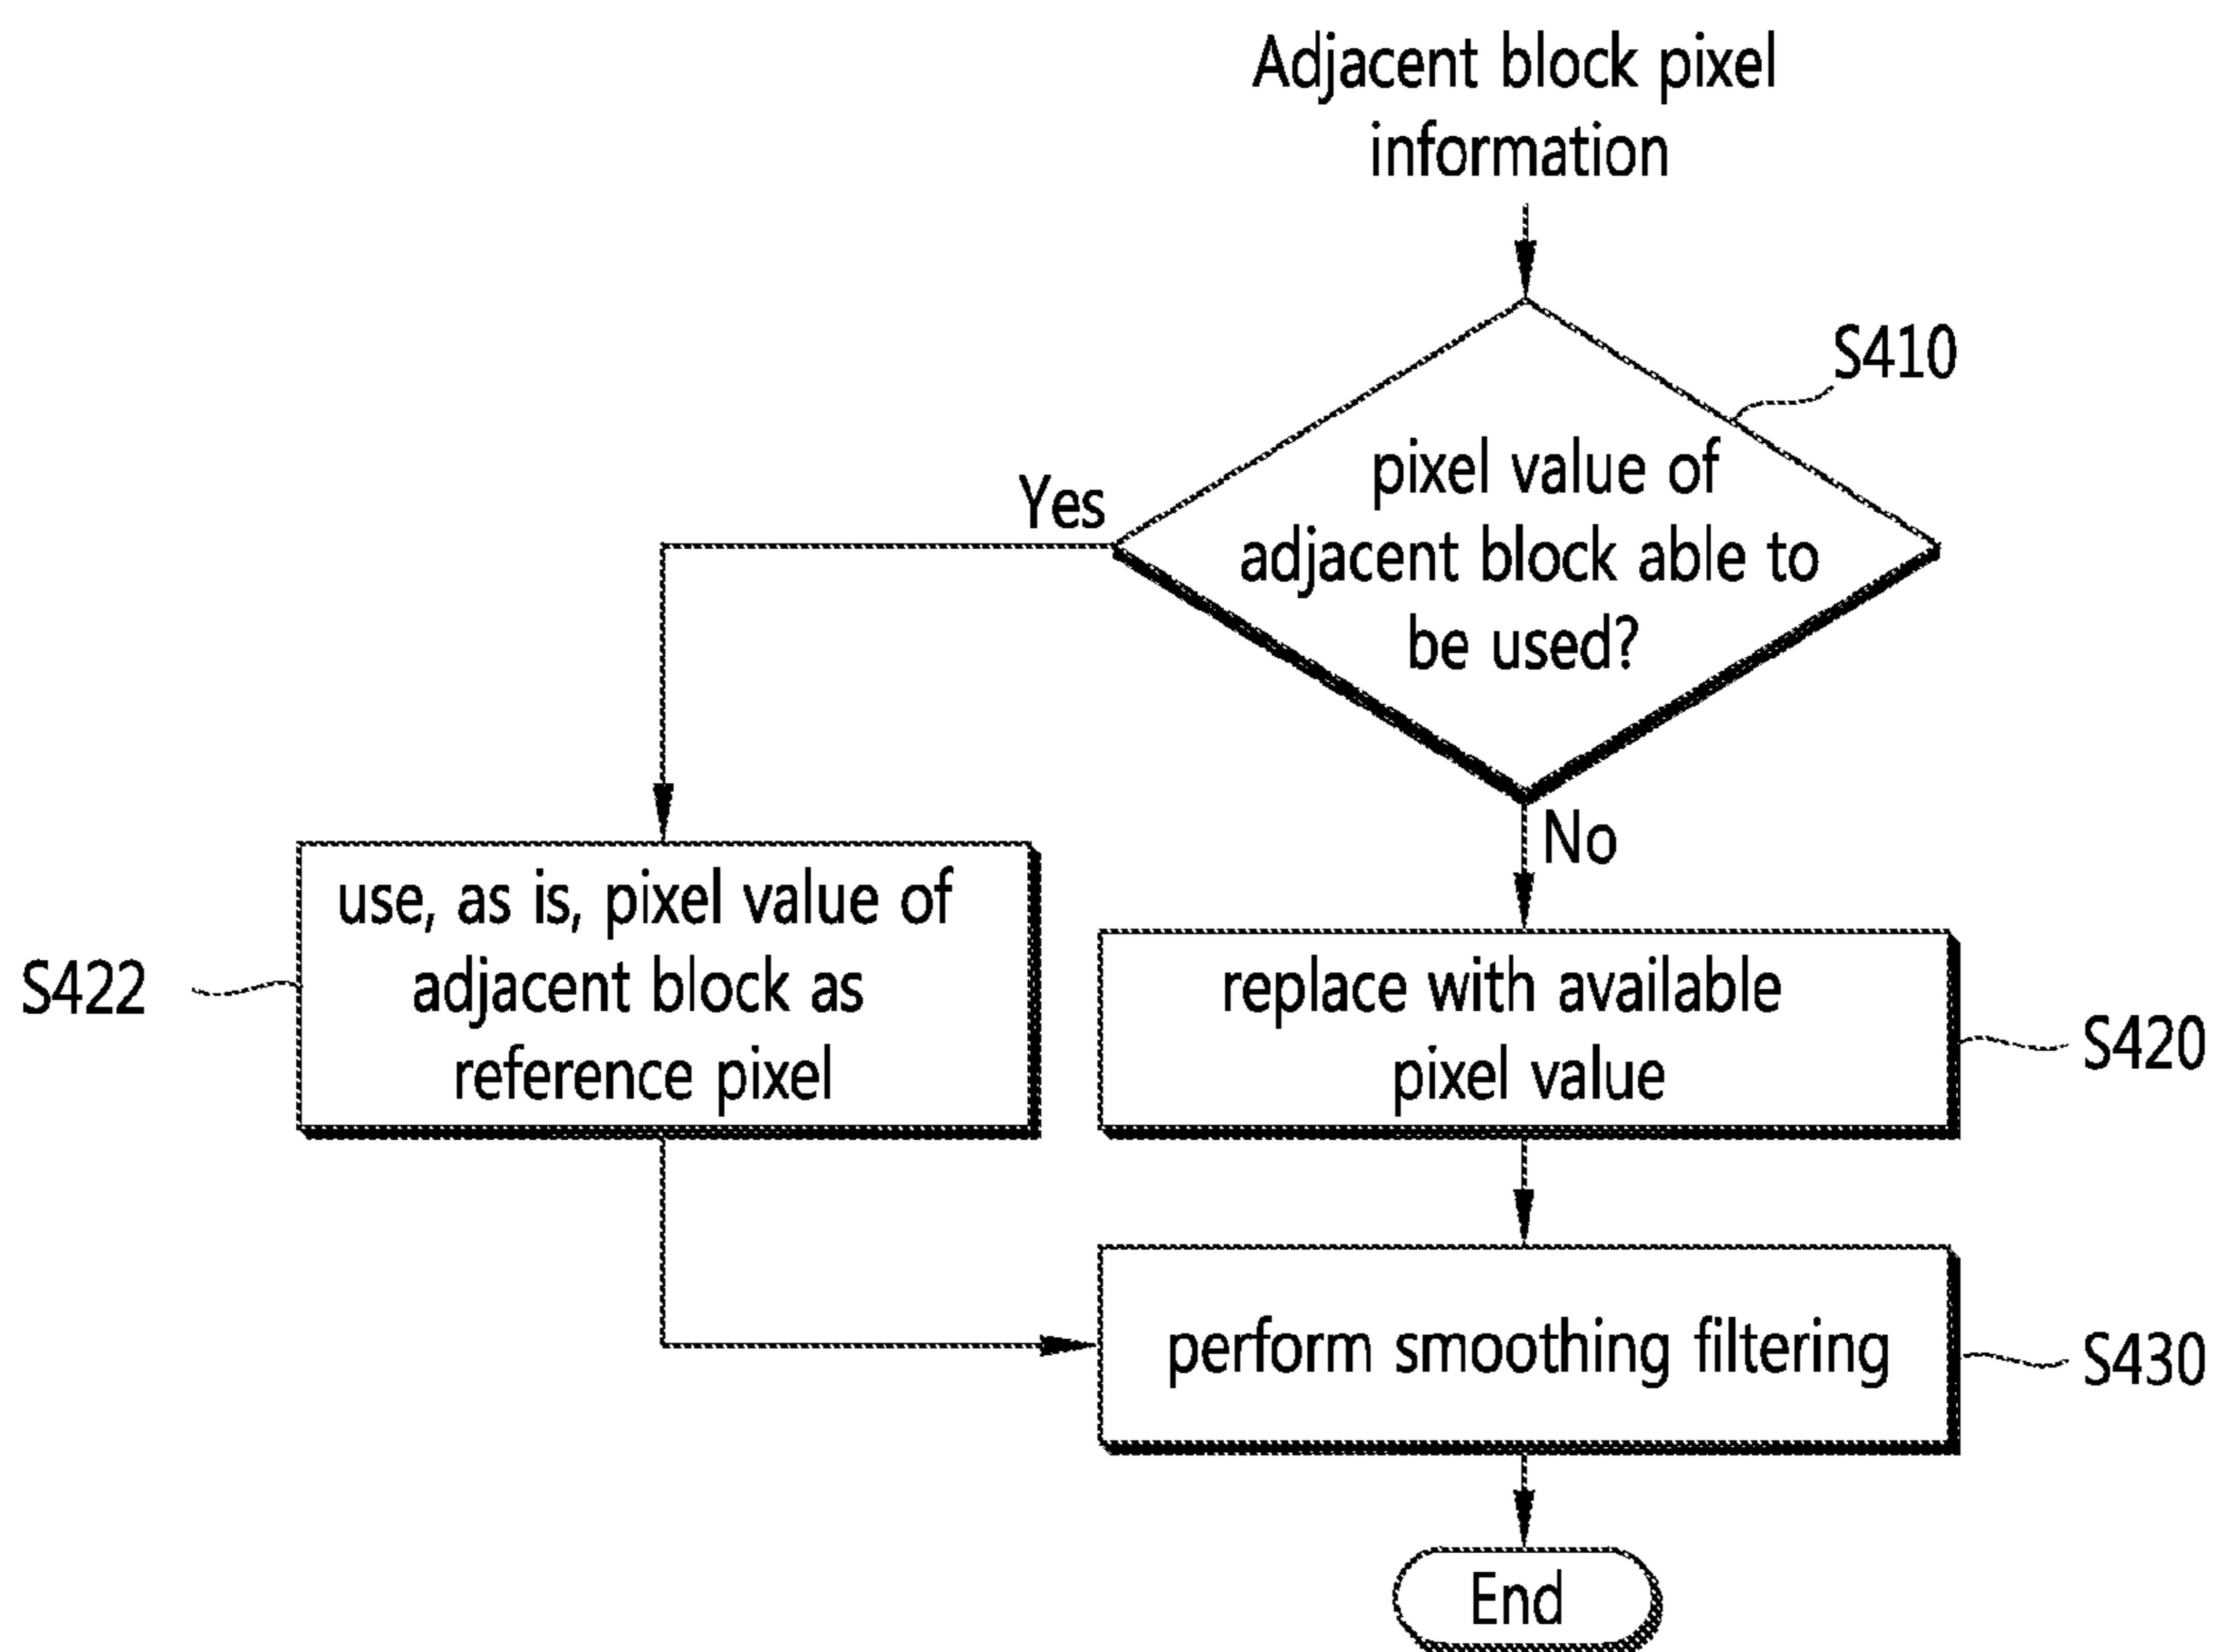 Adjacent block pixel
information
S410
pixel value of
adjacent block able to
be used?
Yes
No
use, as is, pixel value of
adjacent block as
reference pixel
S422
replace with available
pixel value
S420
perform smoothing filtering
S430
End